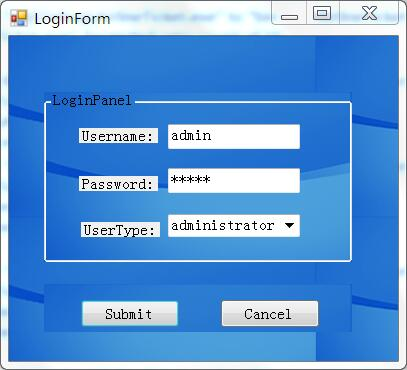 LoginForm
LoginPanel
Username: admin
Password: *****
UserType: administrator
Submit Cancel